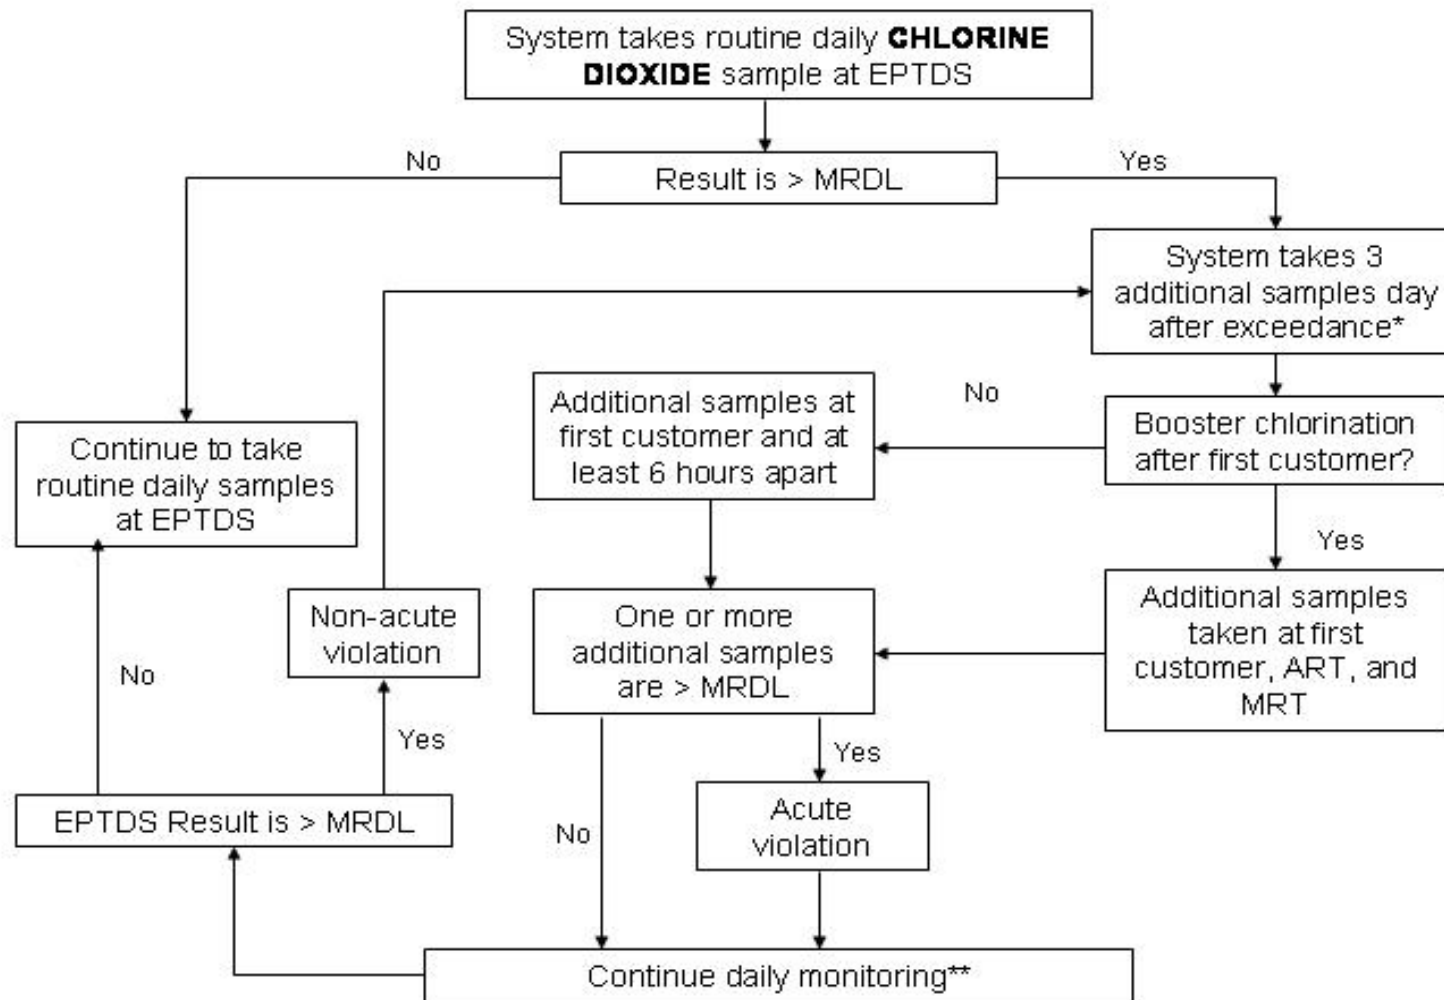 System takes routine daily CHLORINE
DIOXIDE sample at EPTDS
No
Result is > MRDL
Yes
System takes 3
additional samples day
after exceedance*
No
Additional samples at
first customer and at
least 6 hours apart
Booster chlorination
after first customer?
Continue to take
routine daily samples
at EPTDS
Yes
Non-acute
violation
One or more
additional samples
are > MRDL
Additional samples
taken at first
customer, ART, and
MRT
No
Yes
Yes
EPTDS Result is > MRDL
No
Acute
violation
Continue daily monitoring**